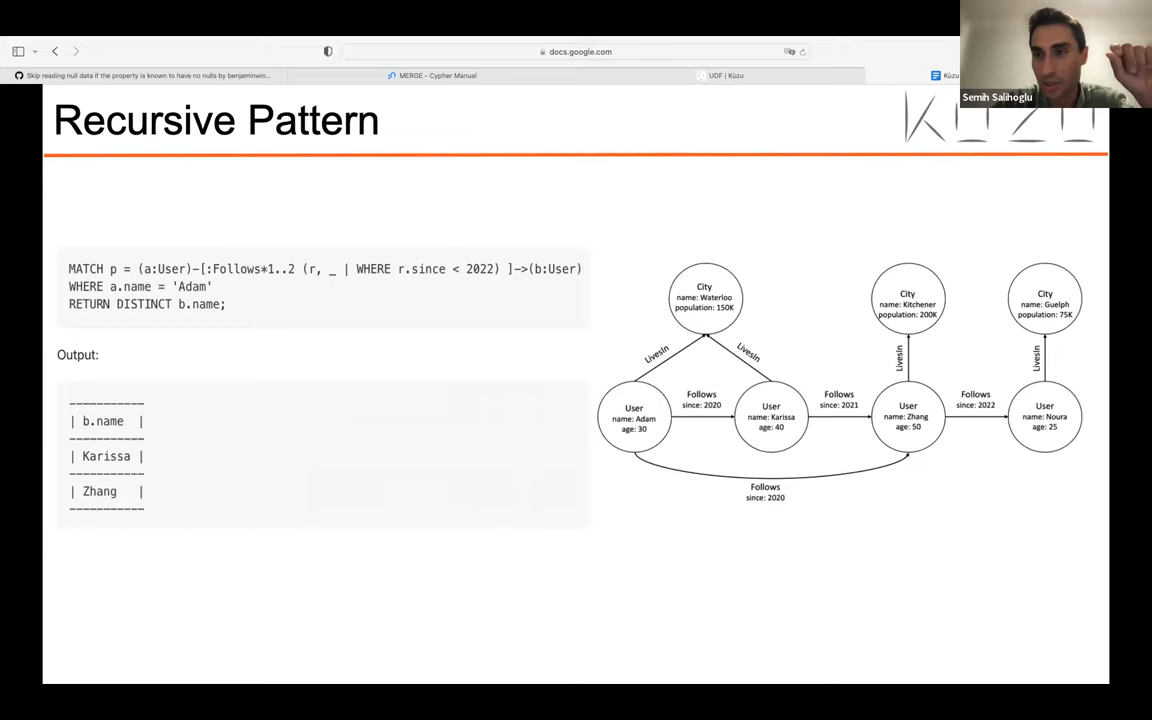 docs.google.com
Skip reading null data if the property is known to have no nulls by benjaminwin...
MERGE - Cypher Manual
UDF | Kùzu
Kùzu
Semih Salihoglu
Recursive Pattern
KÙZU
MATCH p = (a:User)-[:Follows*1..2 (r, _ | WHERE r.since < 2022) ]->(b:User)
WHERE a.name = 'Adam'
RETURN DISTINCT b.name;
Output:
-----------
| b.name  |
-----------
| Karissa |
-----------
| Zhang   |
-----------
City
name: Waterloo
population: 150K
City
name: Kitchener
population: 200K
City
name: Guelph
population: 75K
LivesIn
LivesIn
LivesIn
LivesIn
User
name: Adam
age: 30
Follows
since: 2020
User
name: Karissa
age: 40
Follows
since: 2021
User
name: Zhang
age: 50
Follows
since: 2022
User
name: Noura
age: 25
Follows
since: 2020